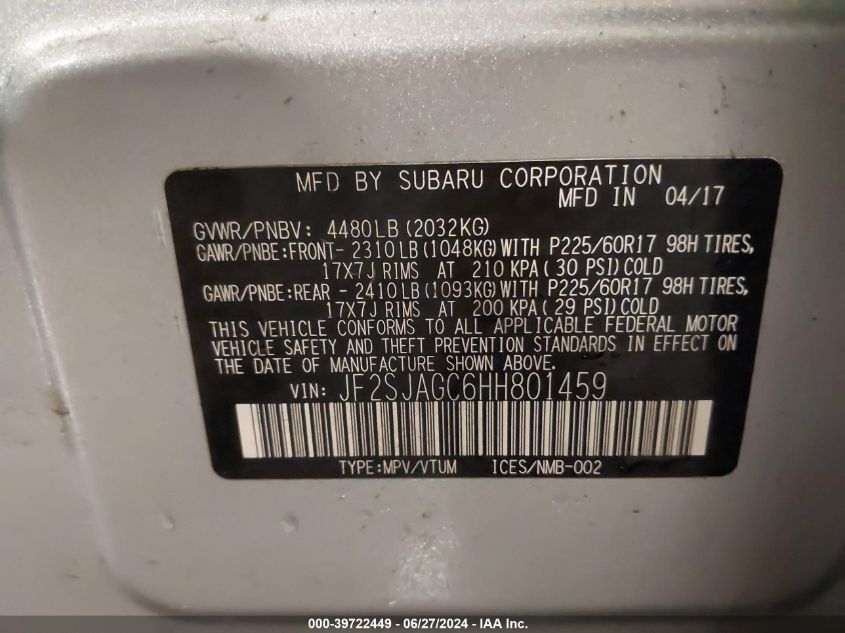 MFD BY SUBARU CORPORATION
MFD IN 04/17
GVWR/PNBV: 4480LB(2032KG)
GAWR/PNBE:FRONT- 2310LB(1048KG)WITH P225/60R17 98H TIRES,
17X7J RIMS AT 210 KPA( 30 PSI)COLD
GAWR/PNBE:REAR - 2410LB(1093KG)WITH P225/60R17 98H TIRES,
17X7J RIMS AT 200 KPA( 29 PSI)COLD
THIS VEHICLE CONFORMS TO ALL APPLICABLE FEDERAL MOTOR
VEHICLE SAFETY AND THEFT PREVENTION STANDARDS IN EFFECT ON
THE DATE OF MANUFACTURE SHOWN ABOVE.
VIN: JF2SJAGC6HH801459
TYPE:MPV/VTUM ICES/NMB-002
000-39722449 - 06/27/2024 - IAA Inc.